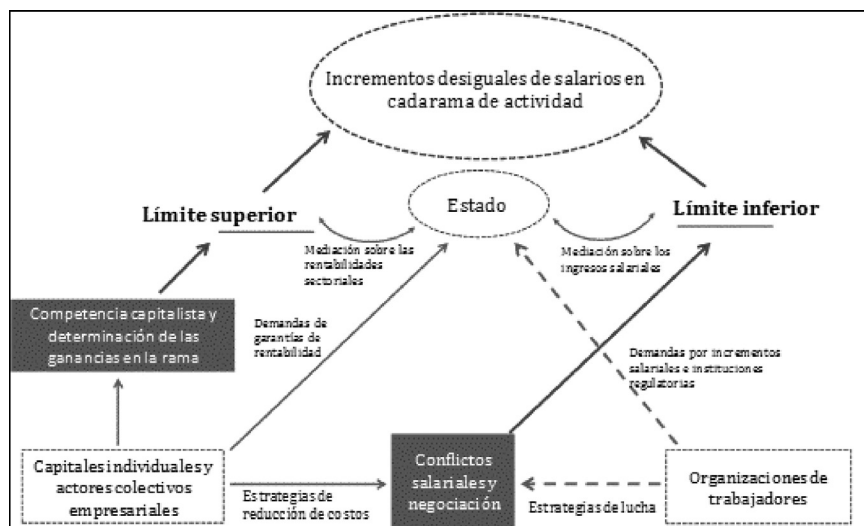 Incrementos desiguales de salarios en
cada rama de actividad
Límite superior
Estado
Límite inferior
Mediación sobre las
rentabilidades
sectoriales
Mediación sobre los
ingresos salariales
Competencia capitalista y
determinación de las
ganancias en la rama
Demandas de
garantías de
rentabilidad
Demandas por incrementos
salariales e instituciones
regulatorias
Capitales individuales y
actores colectivos
empresariales
Estrategias de
reducción de costos
Conflictos
salariales y
negociación
Estrategias de lucha
Organizaciones de
trabajadores